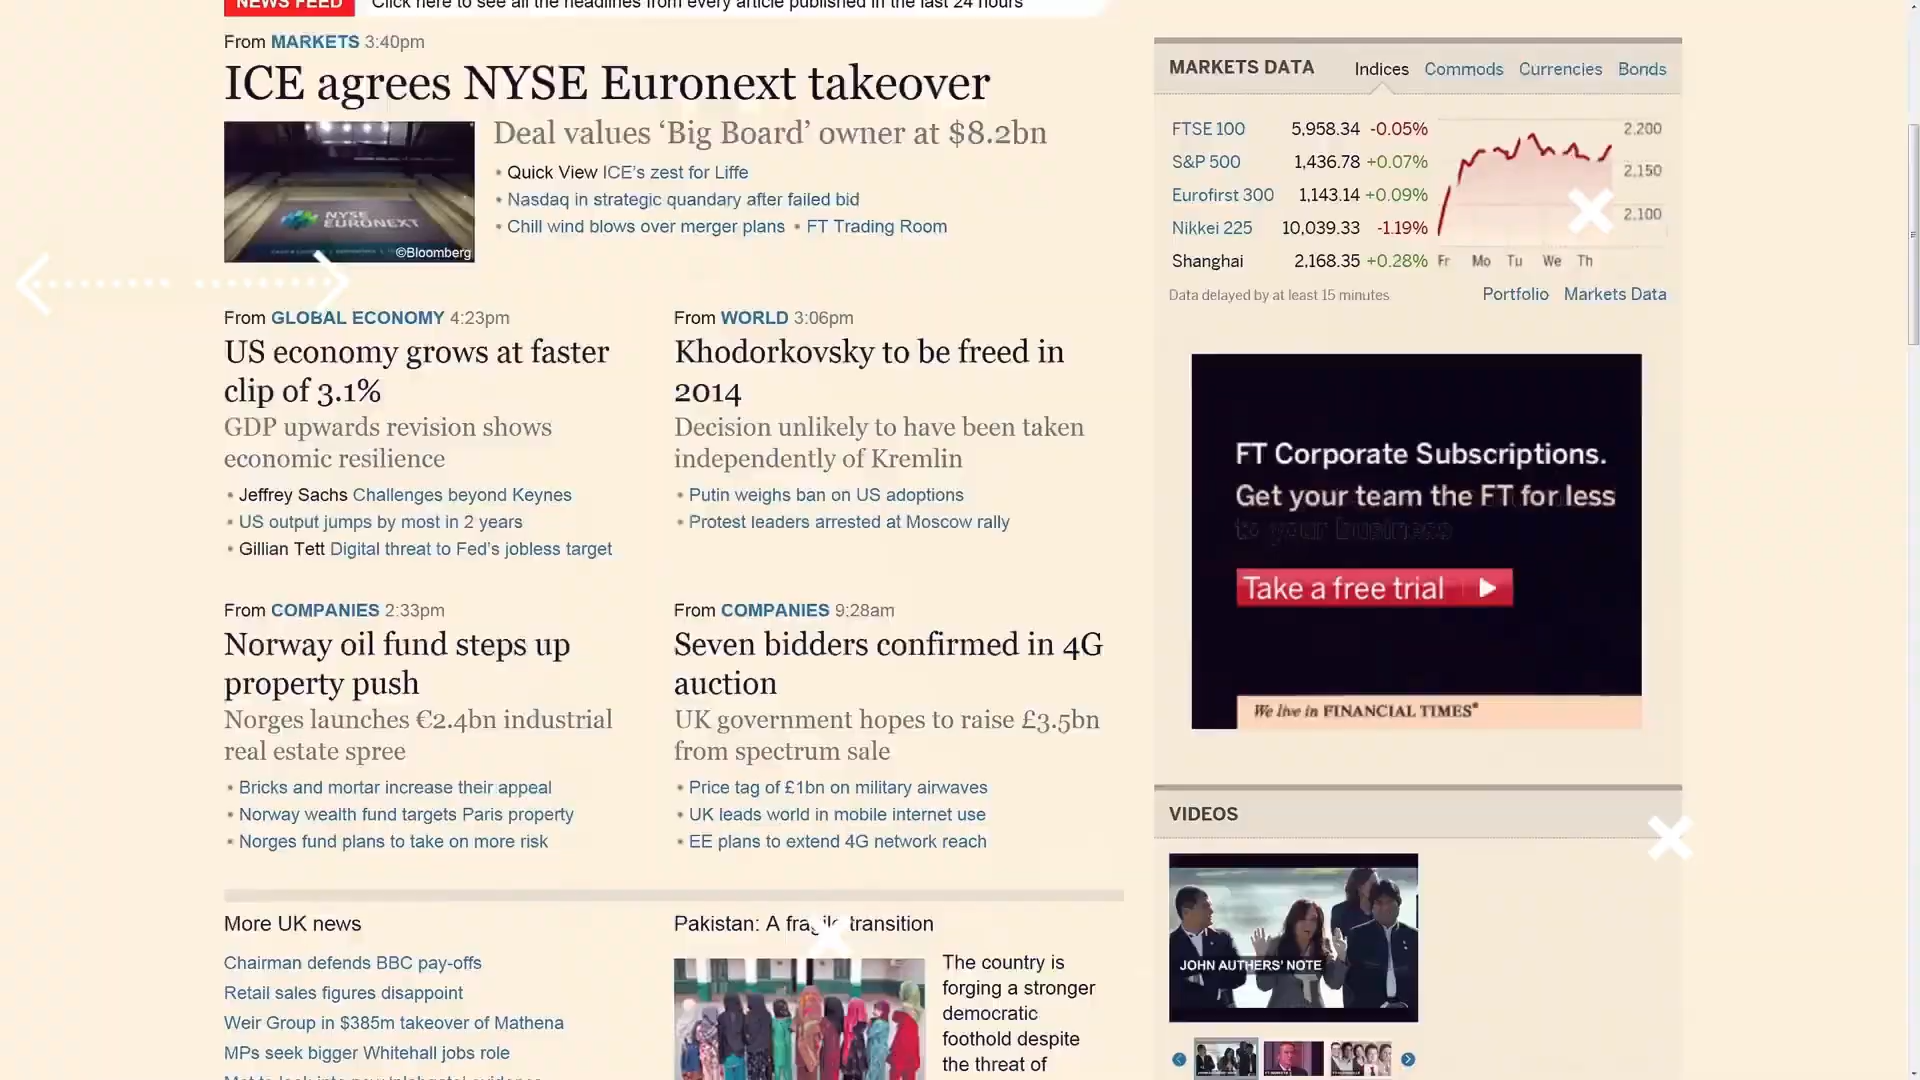 NEWS FEED Click here to see all the headlines from every article published in the last 24 hours
From MARKETS 3:40pm
ICE agrees NYSE Euronext takeover
NYSE
EURONEXT
©Bloomberg
Deal values ‘Big Board’ owner at $8.2bn
• Quick View ICE’s zest for Liffe
• Nasdaq in strategic quandary after failed bid
• Chill wind blows over merger plans • FT Trading Room
From GLOBAL ECONOMY 4:23pm
US economy grows at faster
clip of 3.1%
GDP upwards revision shows
economic resilience
• Jeffrey Sachs Challenges beyond Keynes
• US output jumps by most in 2 years
• Gillian Tett Digital threat to Fed’s jobless target
From WORLD 3:06pm
Khodorkovsky to be freed in
2014
Decision unlikely to have been taken
independently of Kremlin
• Putin weighs ban on US adoptions
• Protest leaders arrested at Moscow rally
From COMPANIES 2:33pm
Norway oil fund steps up
property push
Norges launches €2.4bn industrial
real estate spree
• Bricks and mortar increase their appeal
• Norway wealth fund targets Paris property
• Norges fund plans to take on more risk
From COMPANIES 9:28am
Seven bidders confirmed in 4G
auction
UK government hopes to raise £3.5bn
from spectrum sale
• Price tag of £1bn on military airwaves
• UK leads world in mobile internet use
• EE plans to extend 4G network reach
More UK news
Chairman defends BBC pay-offs
Retail sales figures disappoint
Weir Group in $385m takeover of Mathena
MPs seek bigger Whitehall jobs role
Pakistan: A fragile transition
The country is
forging a stronger
democratic
foothold despite
the threat of
MARKETS DATA Indices Commods Currencies Bonds
FTSE 100 5,958.34 -0.05%
S&P 500 1,436.78 +0.07%
Eurofirst 300 1,143.14 +0.09%
Nikkei 225 10,039.33 -1.19%
Shanghai 2,168.35 +0.28%
2,200
2,150
2,100
Fr Mo Tu We Th
Data delayed by at least 15 minutes
Portfolio Markets Data
FT Corporate Subscriptions.
Get your team the FT for less
to your business
Take a free trial
We live in FINANCIAL TIMES®
VIDEOS
JOHN AUTHERS’ NOTE